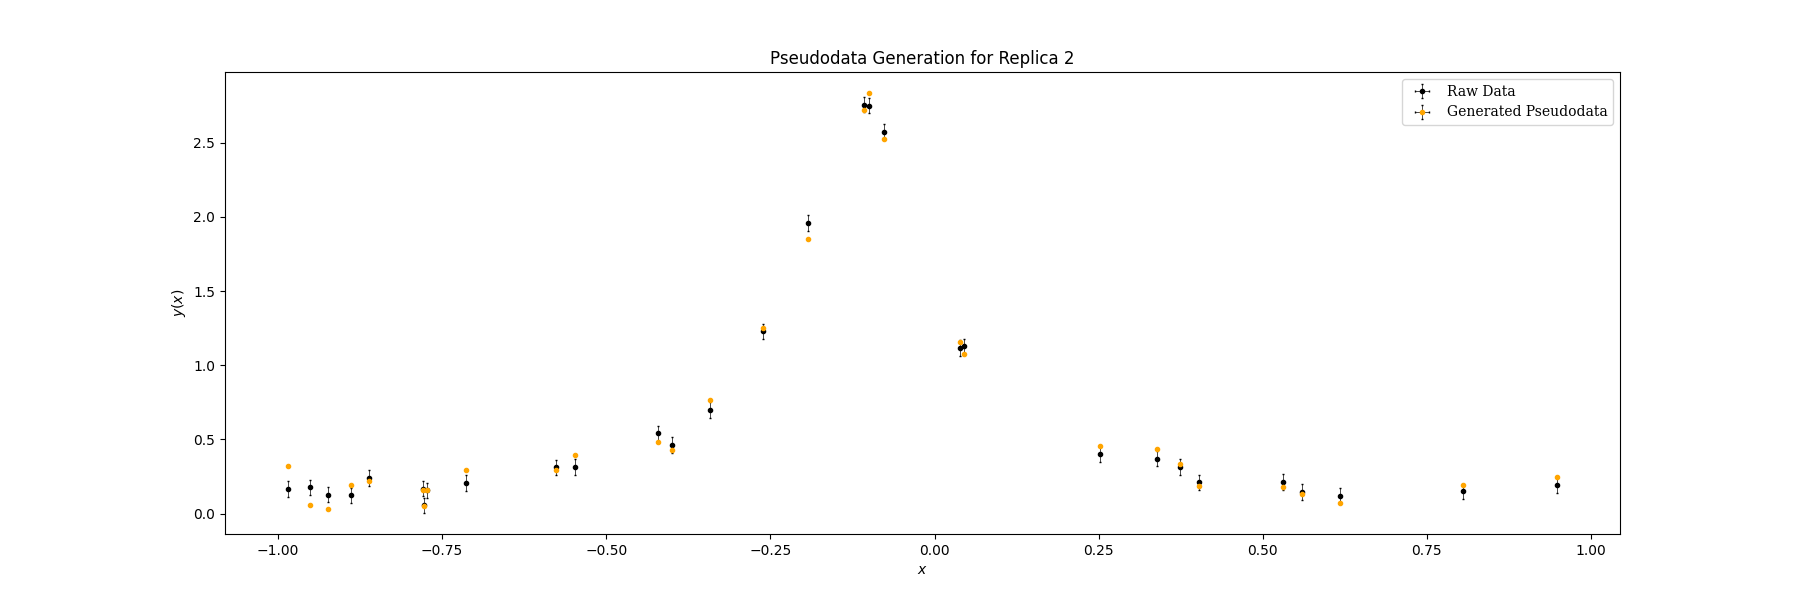 Pseudodata Generation for Replica 2
Raw Data
Generated Pseudodata
y(x)
2.5
2.0
1.5
1.0
0.5
0.0
−1.00 −0.75 −0.50 −0.25 0.00 0.25 0.50 0.75 1.00
x